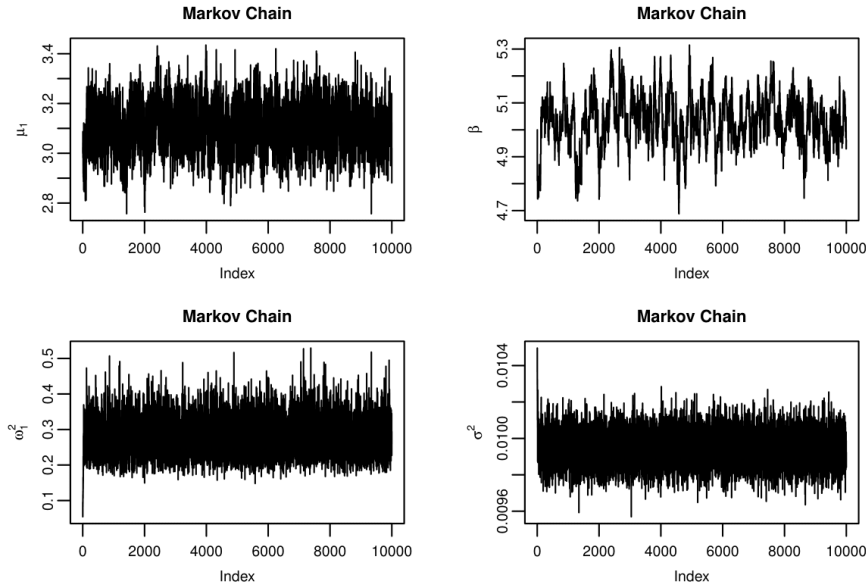 Markov Chain
μ1
3.4
3.2
3.0
2.8
0 2000 4000 6000 8000 10000
Index
Markov Chain
β
5.3
5.1
4.9
4.7
0 2000 4000 6000 8000 10000
Index
Markov Chain
ω₁²
0.5
0.4
0.3
0.2
0.1
0 2000 4000 6000 8000 10000
Index
Markov Chain
σ²
0.0104
0.0100
0.0096
0 2000 4000 6000 8000 10000
Index